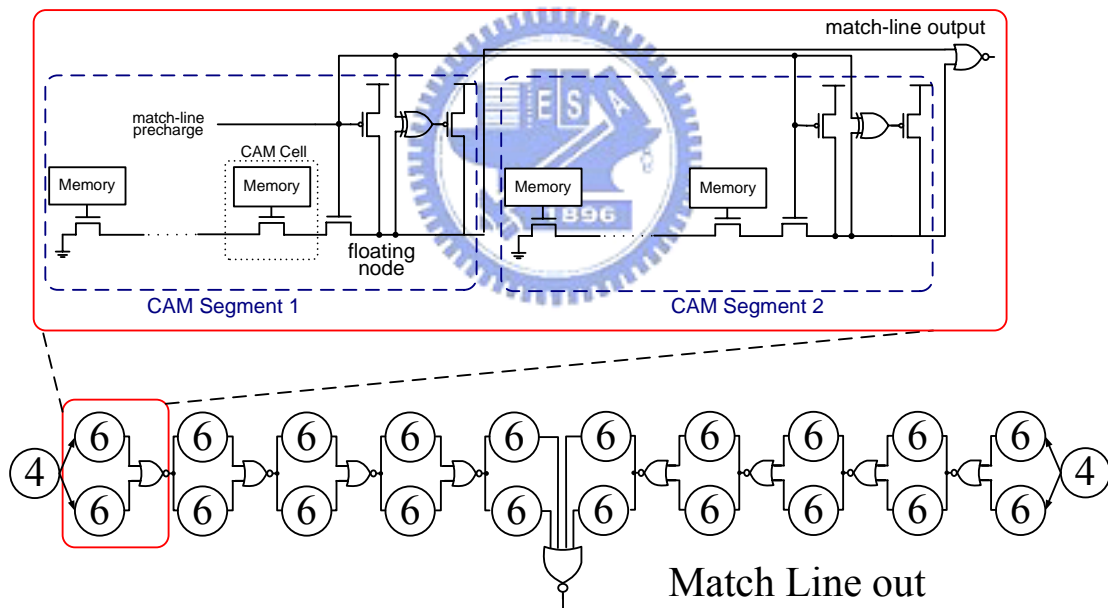 match-line output
E S A
match-line
precharge
CAM Cell
Memory
Memory
Memory
Memory
1896
floating
node
CAM Segment 1
CAM Segment 2
6 6 6 6 6 6 6 6 6 6
4 4
6 6 6 6 6 6 6 6 6 6
Match Line out